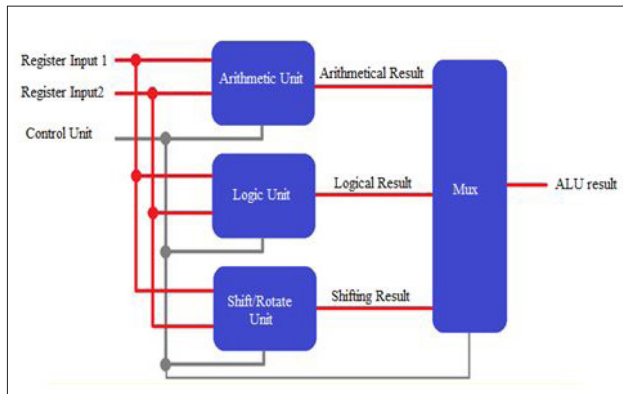 Register Input 1
Register Input2
Control Unit
Arithmetic Unit
Arithmetical Result
Logic Unit
Logical Result
Mux
ALU result
Shift/Rotate
Unit
Shifting Result